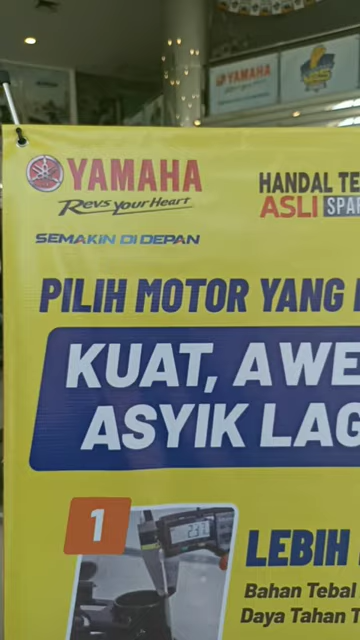 YAMAHA
YAMAHA
Revs your Heart
SEMAKIN DI DEPAN
HANDAL TE
ASLI SPAR
PILIH MOTOR YANG
KUAT, AWE
ASYIK LAG
1
LEBIH
Bahan Tebal
Daya Tahan T